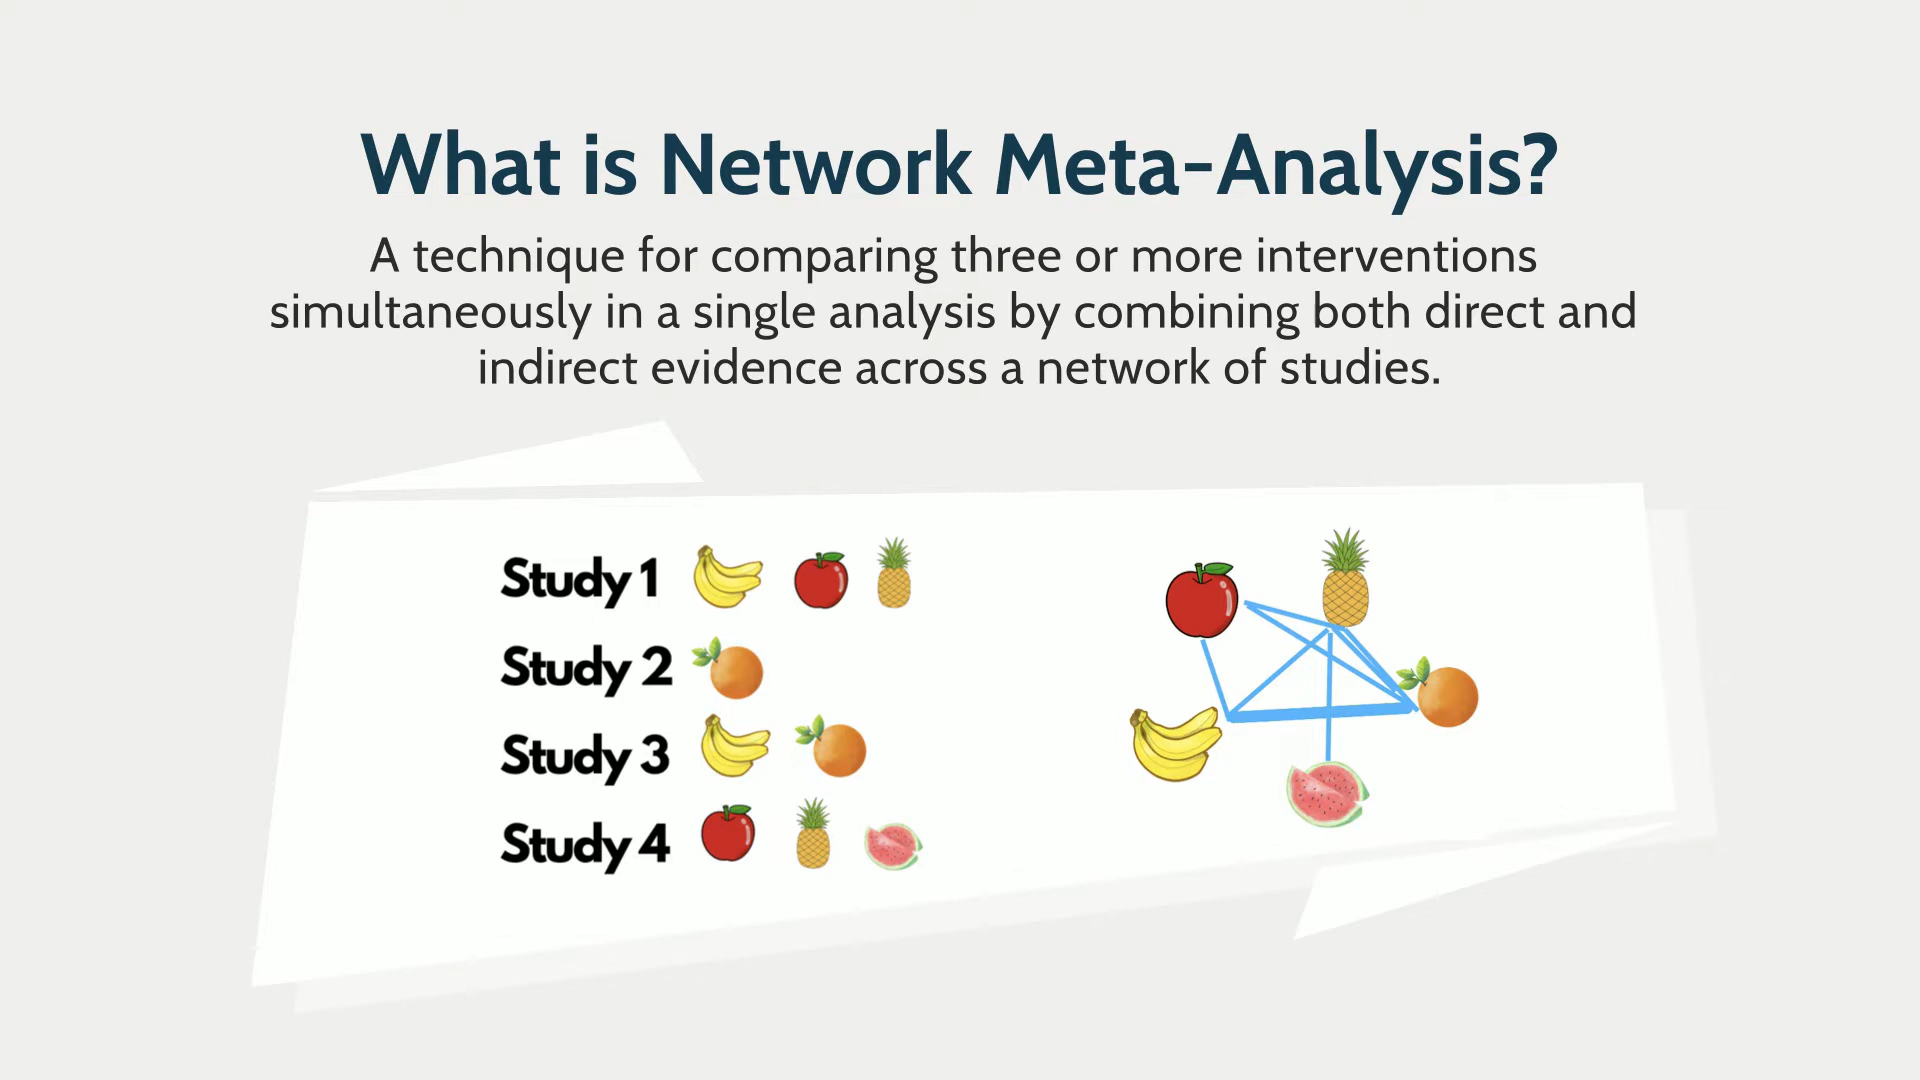 What is Network Meta-Analysis?
A technique for comparing three or more interventions
simultaneously in a single analysis by combining both direct and
indirect evidence across a network of studies.
Study 1
Study 2
Study 3
Study 4